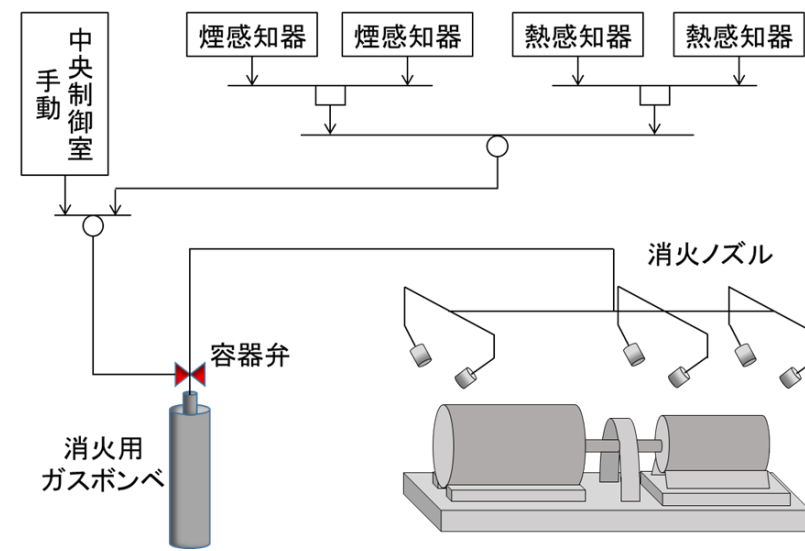 中央制御室
手動
煙感知器
煙感知器
熱感知器
熱感知器
消火ノズル
容器弁
消火用
ガスボンベ